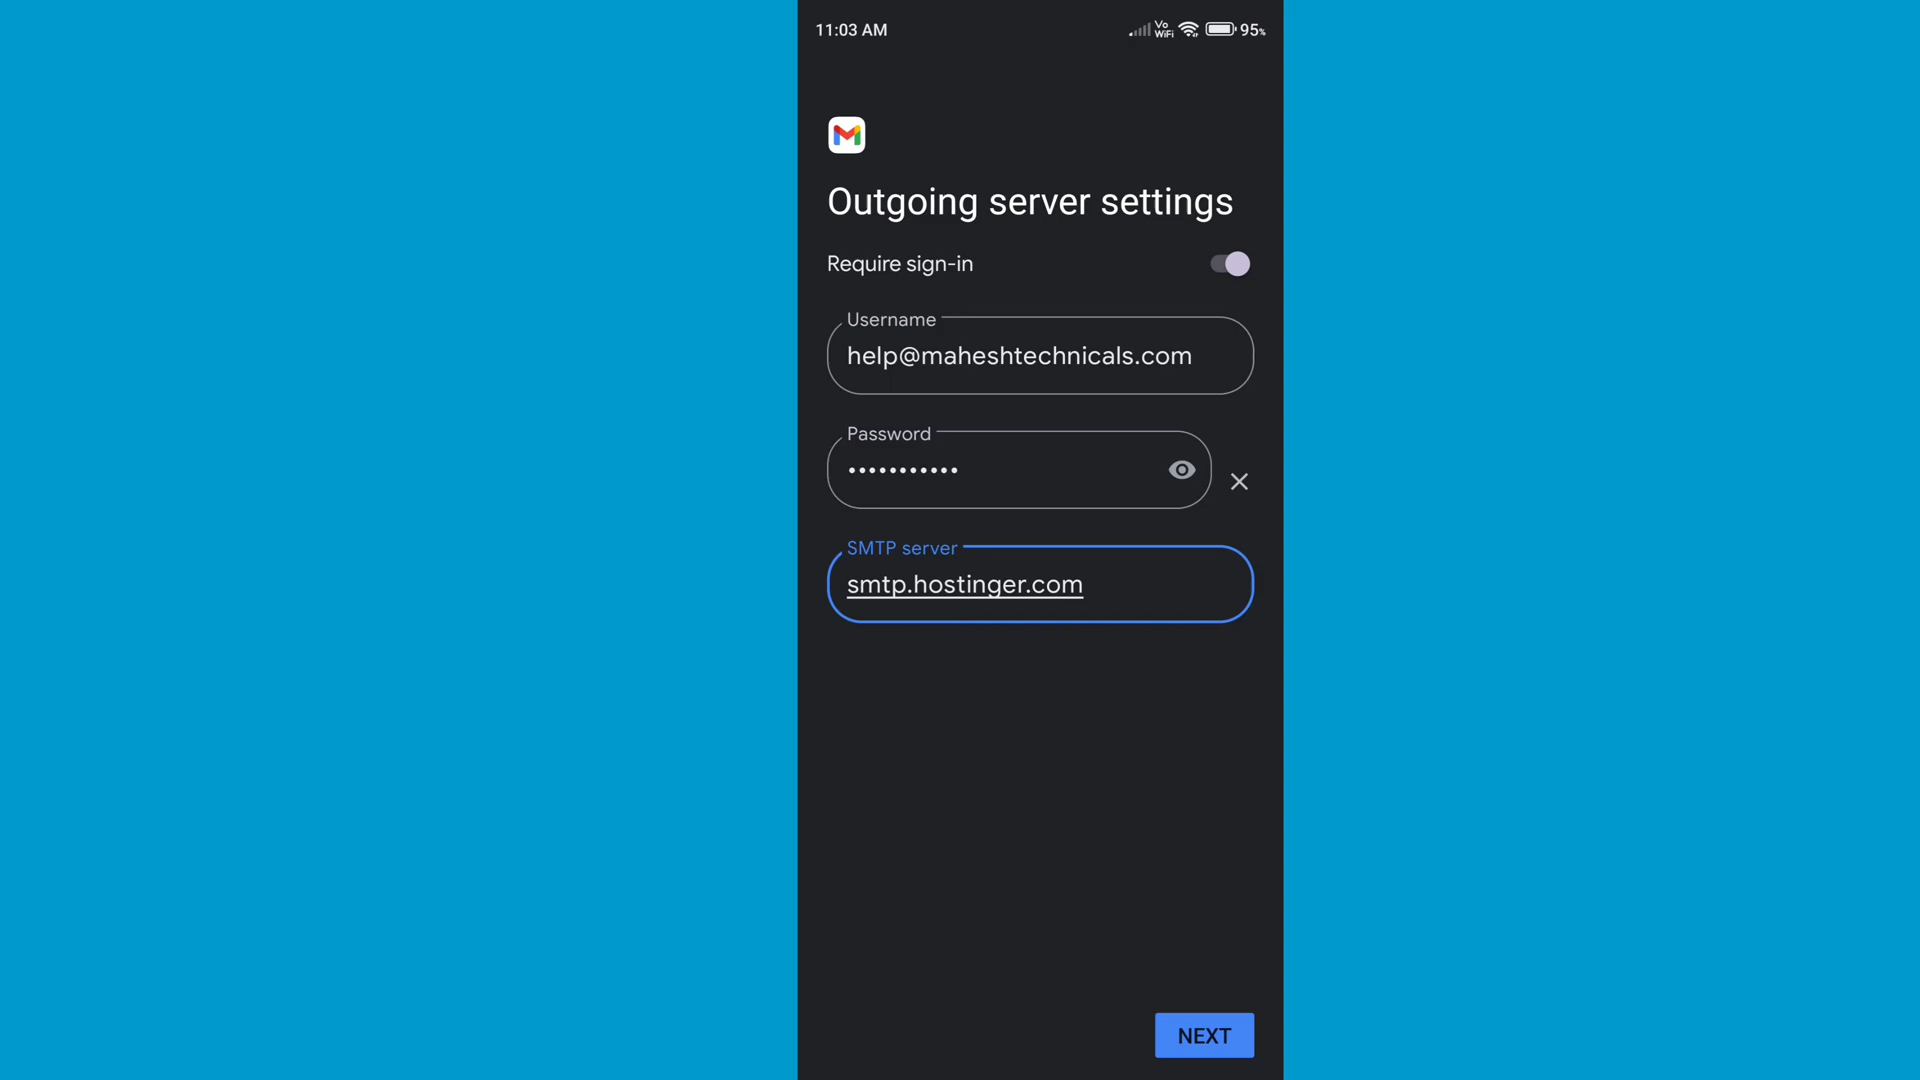 11:03 AM
Vo
WiFi
95%
Outgoing server settings
Require sign-in
Username
help@maheshtechnicals.com
Password
•••••••••••
SMTP server
smtp.hostinger.com
NEXT